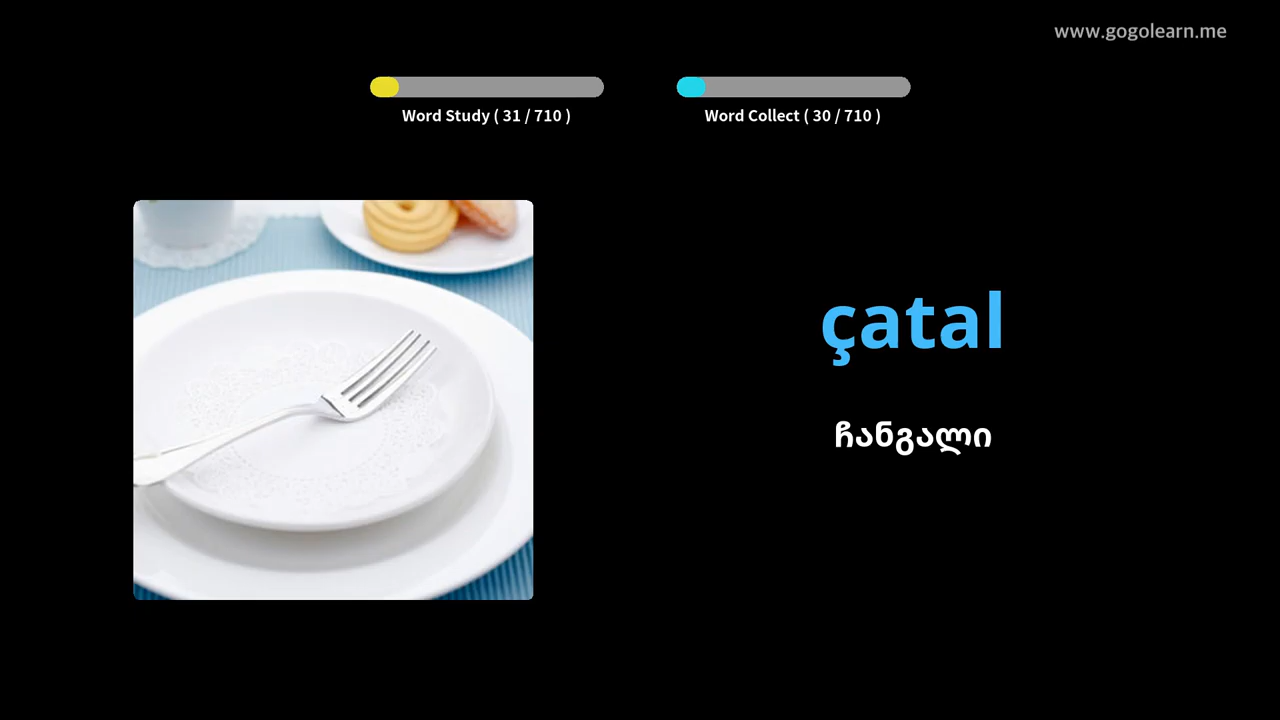 www.gogolearn.me
Word Study ( 31 / 710 )
Word Collect ( 30 / 710 )
çatal
ჩანგალი